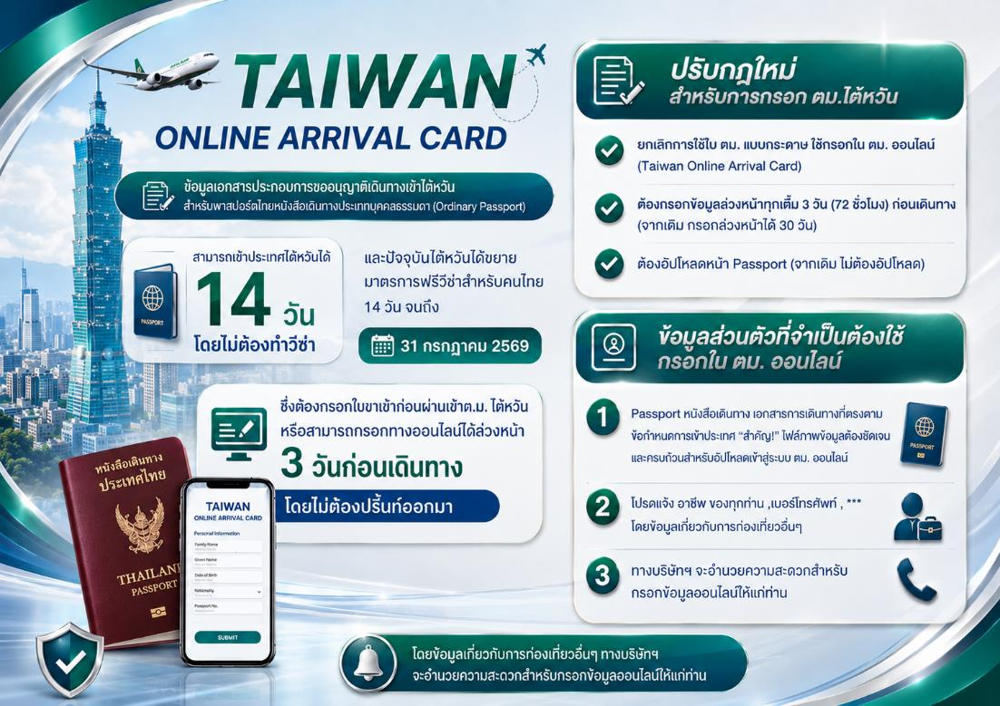 TAIWAN
ONLINE ARRIVAL CARD
ข้อมูลเอกสารประกอบการขออนุญาติเดินทางเข้าไต้หวัน
สำหรับพาสปอร์ตไทยหนังสือเดินทางประเภทบุคคลธรรมดา (Ordinary Passport)
PASSPORT
สามารถเข้าประเทศไต้หวันได้
14 วัน
โดยไม่ต้องทำวีซ่า
และปัจจุบันไต้หวันได้ขยาย
มาตรการฟรีวีซ่าสำหรับคนไทย
14 วัน จนถึง
31 กรกฎาคม 2569
ซึ่งต้องกรอกใบขาเข้าก่อนผ่านเข้าต.ม. ไต้หวัน
หรือสามารถกรอกทางออนไลน์ได้ล่วงหน้า
3 วันก่อนเดินทาง
โดยไม่ต้องปริ้นท์ออกมา
หนังสือเดินทาง
ประเทศไทย
THAILAN
PASSPORT
TAIWAN
ONLINE ARRIVAL CARD
Personal Information
Family Name
Given Name
Date of Birth
Nationality
Passport No.
SUBMIT
ปรับกฎใหม่
สำหรับการกรอก ตม.ไต้หวัน
ยกเลิกการใช้ใบ ตม. แบบกระดาษ ใช้กรอกใน ตม. ออนไลน์
(Taiwan Online Arrival Card)
ต้องกรอกข้อมูลล่วงหน้าทุกเติ้ม 3 วัน (72 ชั่วโมง) ก่อนเดินทาง
(จากเดิม กรอกล่วงหน้าได้ 30 วัน)
ต้องอัปโหลดหน้า Passport (จากเดิม ไม่ต้องอัปโหลด)
ข้อมูลส่วนตัวที่จำเป็นต้องใช้
กรอกใน ตม. ออนไลน์
1
Passport หนังสือเดินทาง เอกสารการเดินทางที่ตรงตาม
ข้อกำหนดการเข้าประเทศ “สำคัญ!” ไฟล์ภาพข้อมูลต้องชัดเจน
และครบถ้วนสำหรับอัปโหลดเข้าสู่ระบบ ตม. ออนไลน์
PASSPORT
2
โปรดแจ้ง อาชีพ ของทุกท่าน ,เบอร์โทรศัพท์ , ***
โดยข้อมูลเกี่ยวกับการท่องเที่ยวอื่นๆ
3
ทางบริษัทฯ จะอำนวยความสะดวกสำหรับ
กรอกข้อมูลออนไลน์ให้แก่ท่าน
โดยข้อมูลเกี่ยวกับการท่องเที่ยวอื่นๆ ทางบริษัทฯ
จะอำนวยความสะดวกสำหรับกรอกข้อมูลออนไลน์ให้แก่ท่าน